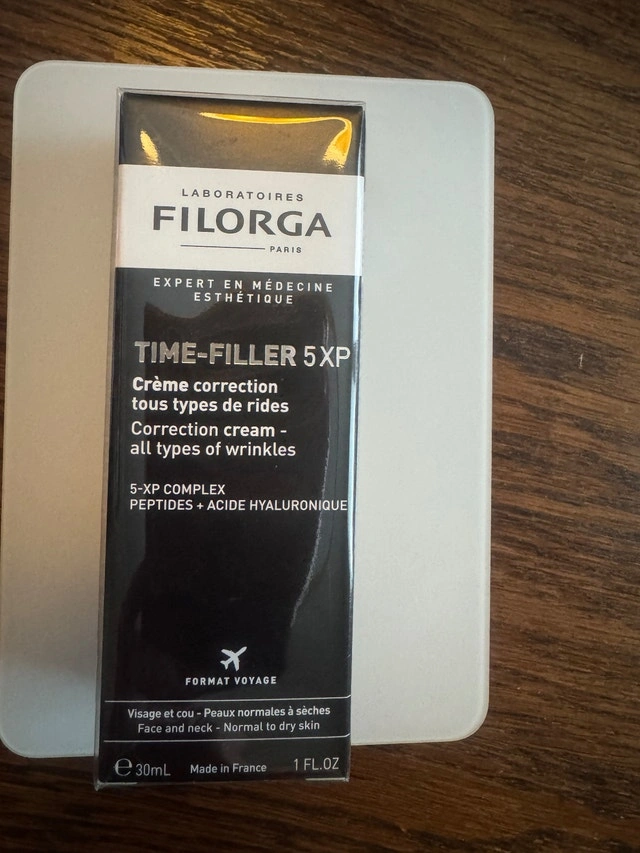 LABORATOIRES
FILORGA
PARIS
EXPERT EN MÉDECINE
ESTHÉTIQUE
TIME-FILLER 5 XP
Crème correction
tous types de rides
Correction cream -
all types of wrinkles
5-XP COMPLEX
PEPTIDES + ACIDE HYALURONIQUE
FORMAT VOYAGE
Visage et cou - Peaux normales à sèches
Face and neck - Normal to dry skin
℮ 30mL Made in France 1 FL.OZ